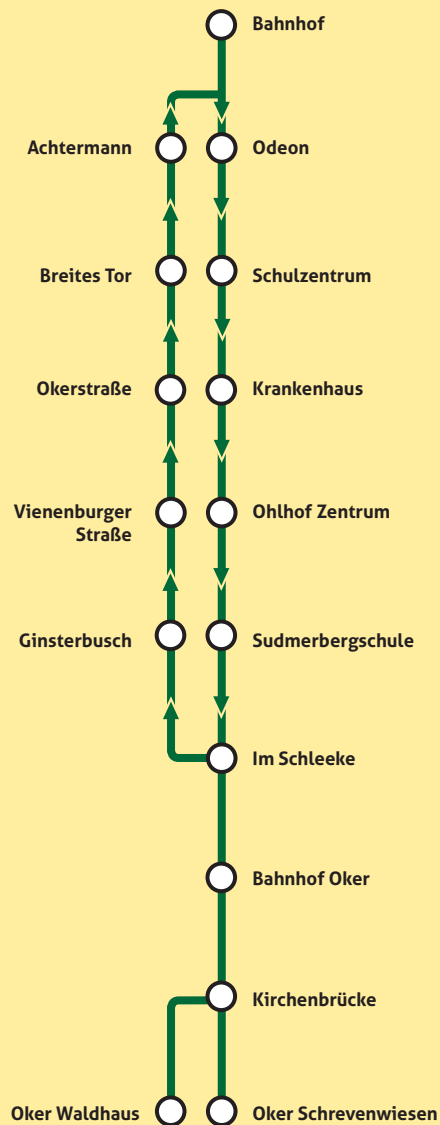 Bahnhof
Achtermann
Odeon
Breites Tor
Schulzentrum
Okerstraße
Krankenhaus
Vienenburger
Straße
Ohlhof Zentrum
Ginsterbusch
Sudmerbergschule
Im Schleeke
Bahnhof Oker
Kirchenbrücke
Oker Waldhaus
Oker Schrevenwiesen